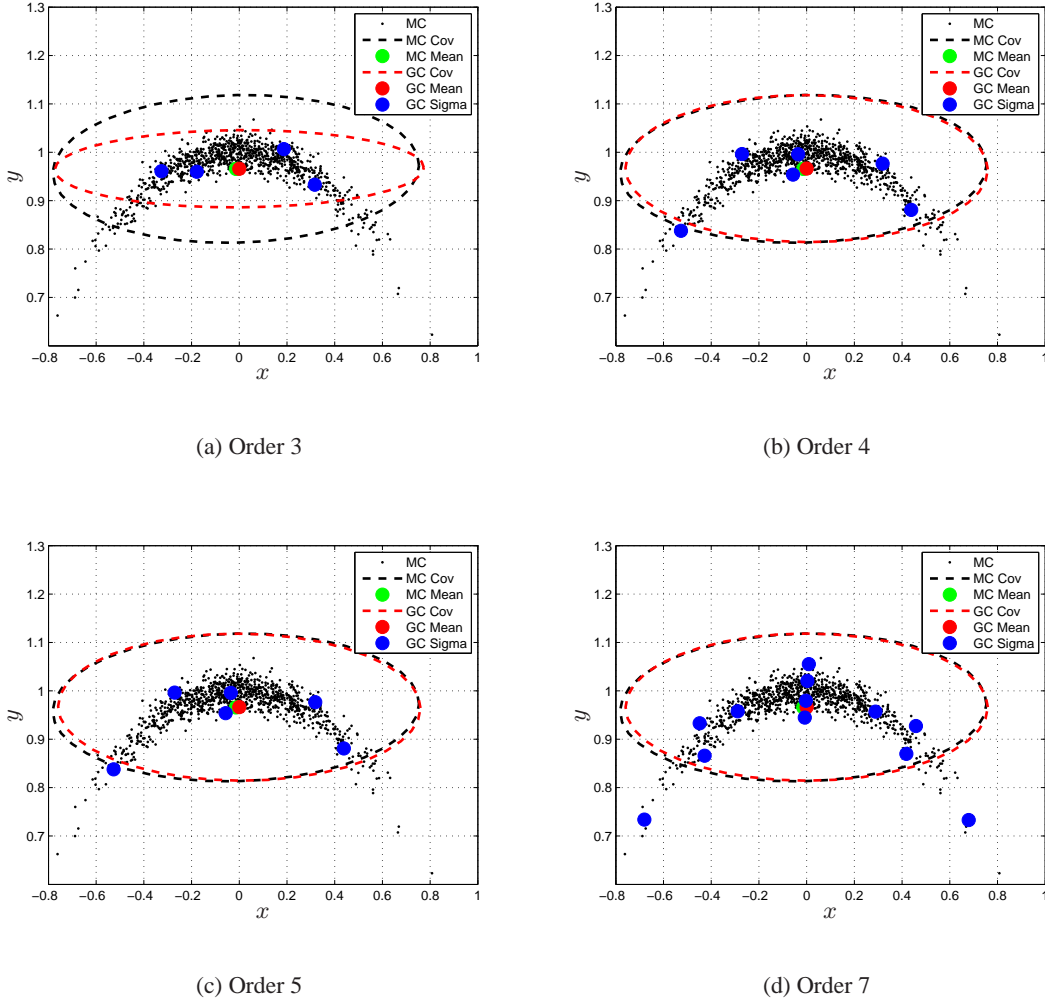 1.3
1.2
1.1
1
0.9
0.8
0.7
y
−0.8 −0.6 −0.4 −0.2 0 0.2 0.4 0.6 0.8 1
x
MC
MC Cov
MC Mean
GC Cov
GC Mean
GC Sigma
(a) Order 3
1.3
1.2
1.1
1
0.9
0.8
0.7
y
−0.8 −0.6 −0.4 −0.2 0 0.2 0.4 0.6 0.8 1
x
MC
MC Cov
MC Mean
GC Cov
GC Mean
GC Sigma
(b) Order 4
1.3
1.2
1.1
1
0.9
0.8
0.7
y
−0.8 −0.6 −0.4 −0.2 0 0.2 0.4 0.6 0.8 1
x
MC
MC Cov
MC Mean
GC Cov
GC Mean
GC Sigma
(c) Order 5
1.3
1.2
1.1
1
0.9
0.8
0.7
y
−0.8 −0.6 −0.4 −0.2 0 0.2 0.4 0.6 0.8 1
x
MC
MC Cov
MC Mean
GC Cov
GC Mean
GC Sigma
(d) Order 7